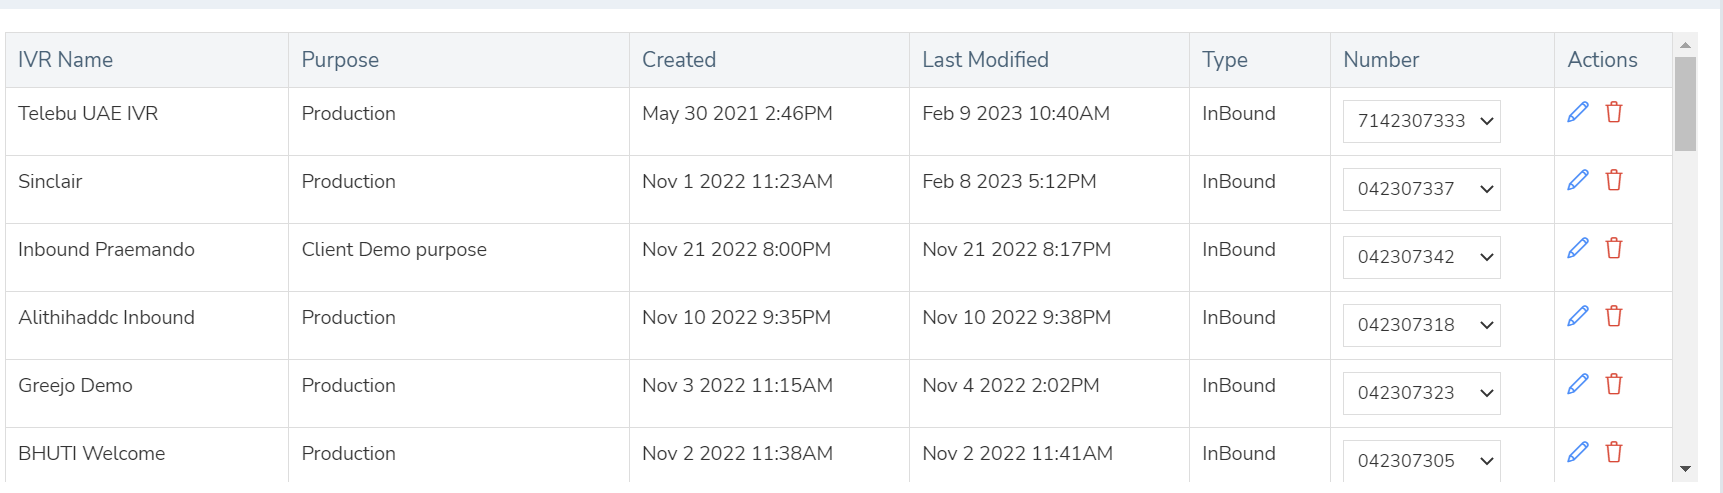 IVR Name Purpose Created Last Modified Type Number Actions
Telebu UAE IVR Production May 30 2021 2:46PM Feb 9 2023 10:40AM InBound 7142307333
Sinclair Production Nov 1 2022 11:23AM Feb 8 2023 5:12PM InBound 042307337
Inbound Praemando Client Demo purpose Nov 21 2022 8:00PM Nov 21 2022 8:17PM InBound 042307342
Alithihaddc Inbound Production Nov 10 2022 9:35PM Nov 10 2022 9:38PM InBound 042307318
Greejo Demo Production Nov 3 2022 11:15AM Nov 4 2022 2:02PM InBound 042307323
BHUTI Welcome Production Nov 2 2022 11:38AM Nov 2 2022 11:41AM InBound 042307305